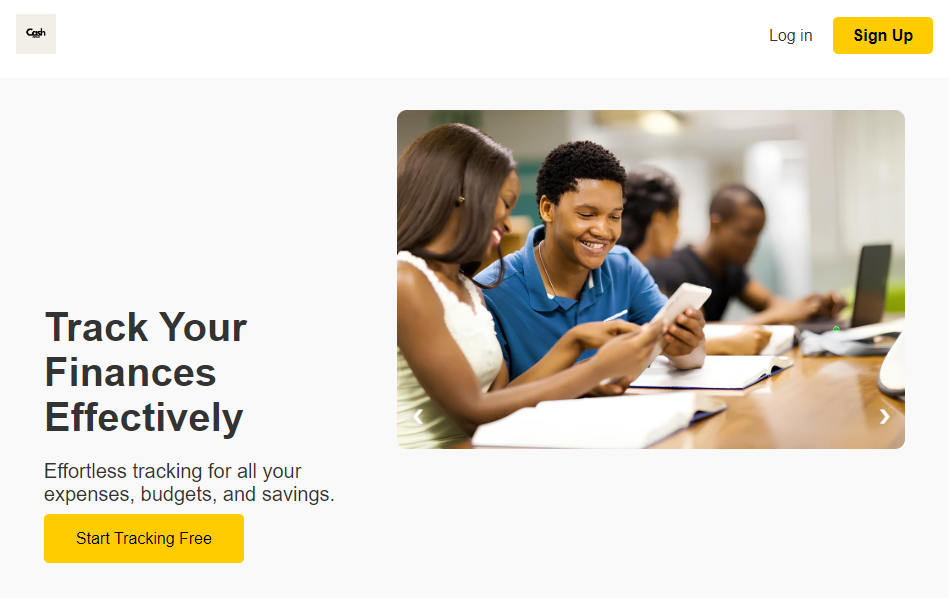 Cash
Log in
Sign Up
Track Your
Finances
Effectively
Effortless tracking for all your
expenses, budgets, and savings.
Start Tracking Free